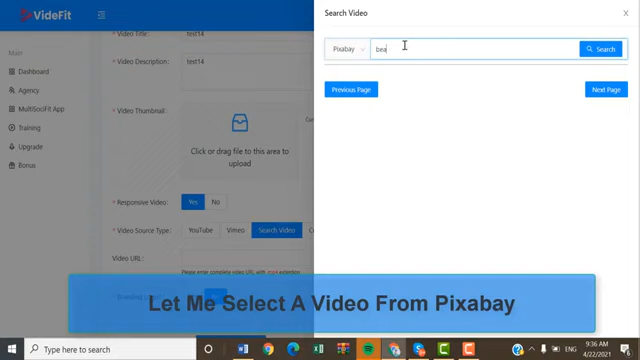 VideFit
Main
Dashboard
Agency
MultiSociFit App
Training
Upgrade
Bonus
* Video Title:
test14
* Video Description:
test14
Video Thumbnail:
Click or drag file to this area to
upload
* Responsive Video:
Yes
No
* Video Source Type:
YouTube
Vimeo
Search Video
Video URL:
Please enter complete video URL with .mp4 extention
Search Video
Pixabay
bea
Search
Previous Page
Next Page
Let Me Select A Video From Pixabay
Type here to search
9:36 AM
ENG
4/22/2021